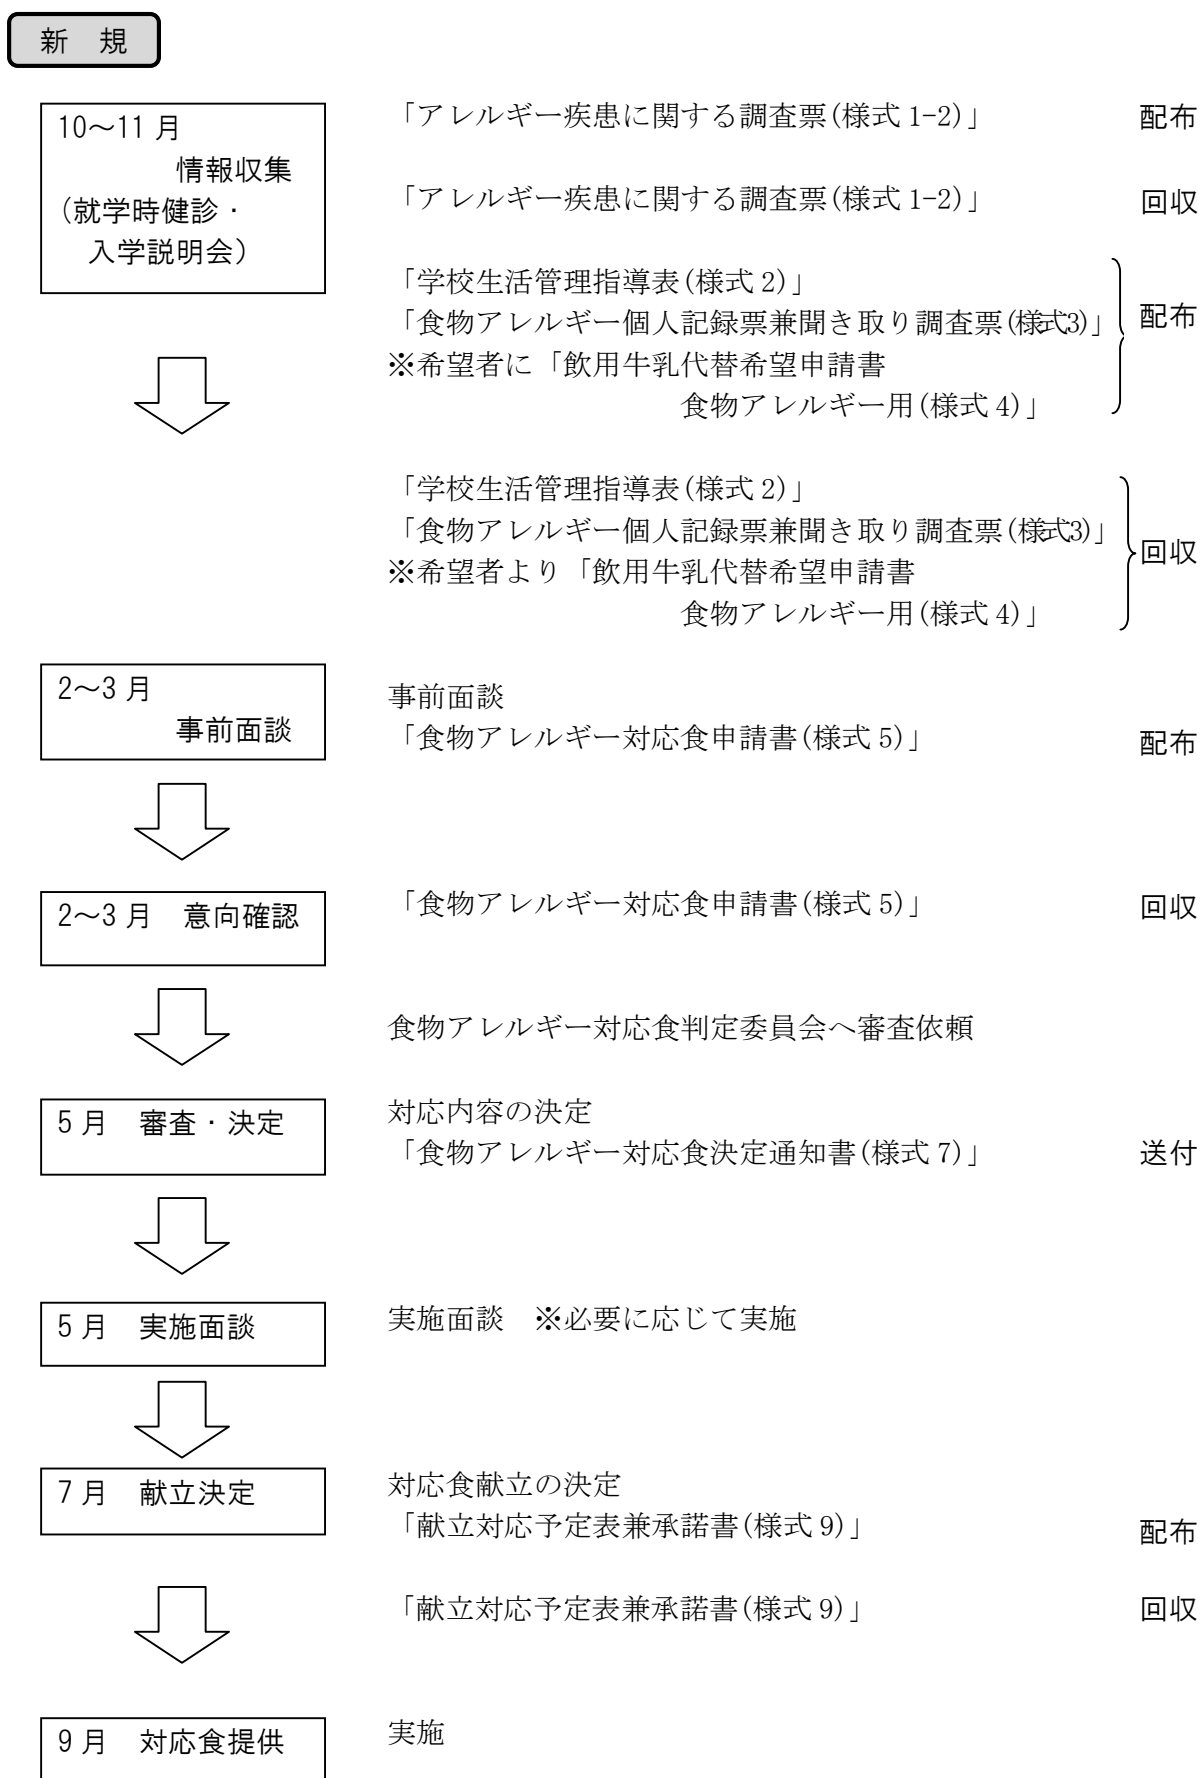 新　規
10～11 月
情報収集
(就学時健診・
入学説明会)
「アレルギー疾患に関する調査票(様式 1-2)」　配布
「アレルギー疾患に関する調査票(様式 1-2)」　回収
「学校生活管理指導表(様式 2)」
「食物アレルギー個人記録票兼聞き取り調査票(様式3)」
※希望者に「飲用牛乳代替希望申請書
食物アレルギー用(様式 4)」
配布
「学校生活管理指導表(様式 2)」
「食物アレルギー個人記録票兼聞き取り調査票(様式3)」
※希望者より「飲用牛乳代替希望申請書
食物アレルギー用(様式 4)」
回収
2～3 月
事前面談
事前面談
「食物アレルギー対応食申請書(様式 5)」　配布
2～3 月　意向確認
「食物アレルギー対応食申請書(様式 5)」　回収
食物アレルギー対応食判定委員会へ審査依頼
5 月　審査・決定
対応内容の決定
「食物アレルギー対応食決定通知書(様式 7)」　送付
5 月　実施面談
実施面談　※必要に応じて実施
7 月　献立決定
対応食献立の決定
「献立対応予定表兼承諾書(様式 9)」　配布
「献立対応予定表兼承諾書(様式 9)」　回収
9 月　対応食提供
実施